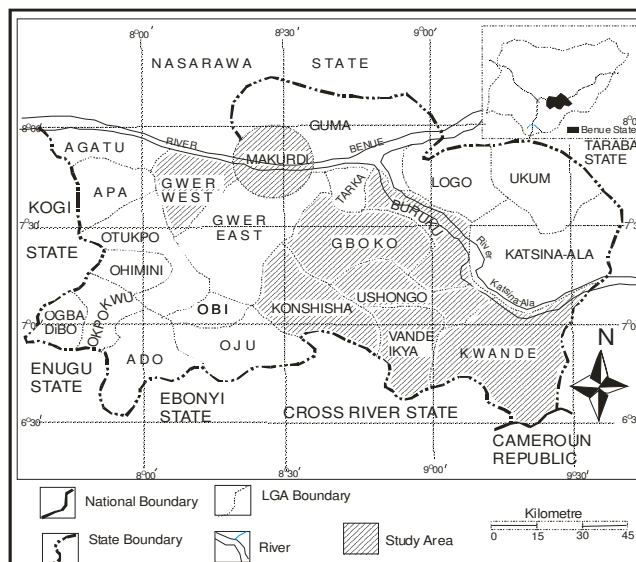 8°00' 8°30' 9°00'
NASARAWA STATE
GUMA
8°00' 8°0
Benue State
AGATU RIVER MAKURDI BENUE TARABA
STATE
APA GWER
WEST TARKA LOGO UKUM
KOGI
STATE
7°30' 7°30'
GWER
EAST BURUKU
OTUKPO GBOKO River KATSINA-ALA
OHIMINI
Katsina-Ala
OGBA
DiBO OKPOKWU OBI KONSHISHA USHONGO
7°00' 7°00'
ADO OJU VANDE
IKYA KWANDE N
ENUGU
STATE
EBONYI
STATE CROSS RIVER STATE
6°30' 6°30'
CAMEROUN
REPUBLIC
8°00' 8°30' 9°00' 9°30'
National Boundary LGA Boundary Kilometre
0 15 30 45
State Boundary River Study Area